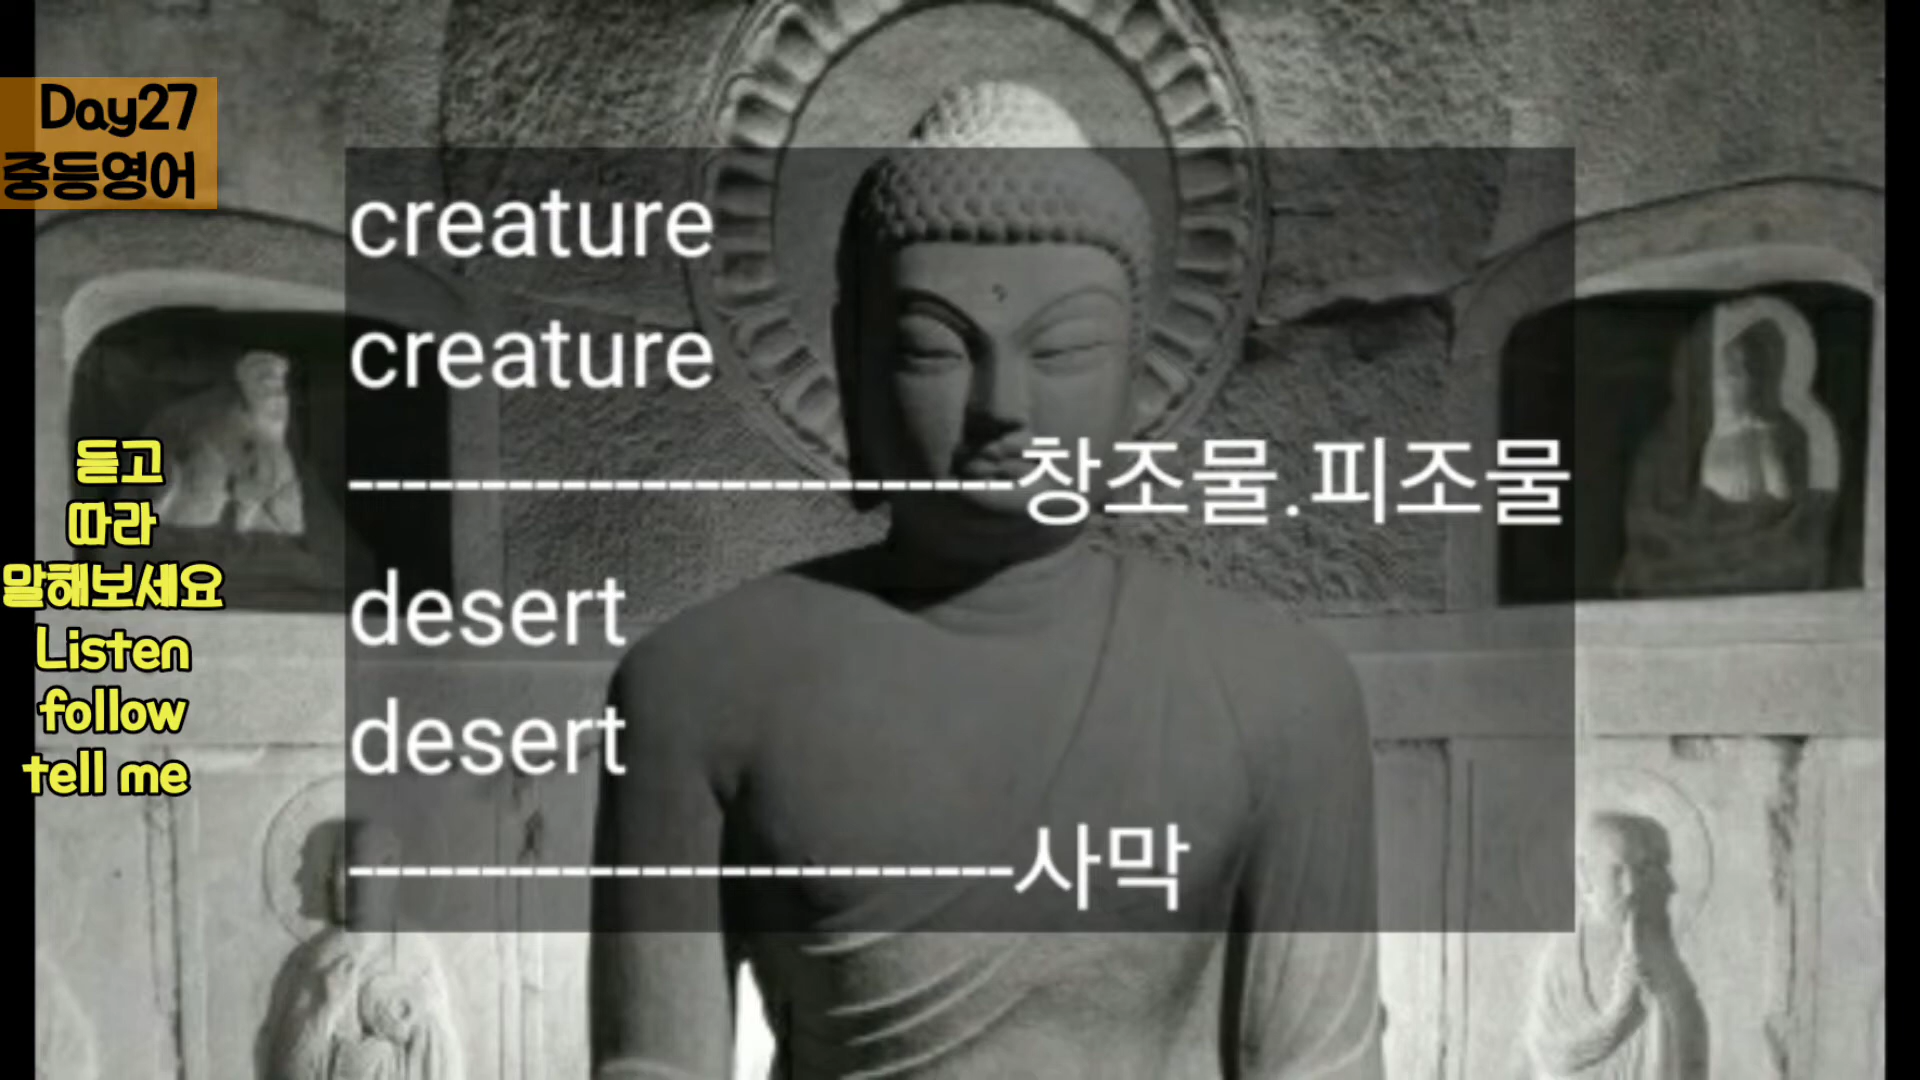 Day27
중등영어
creature
creature
-------------------------창조물.피조물
desert
desert
-------------------------사막
듣고
따라
말해보세요
Listen
follow
tell me